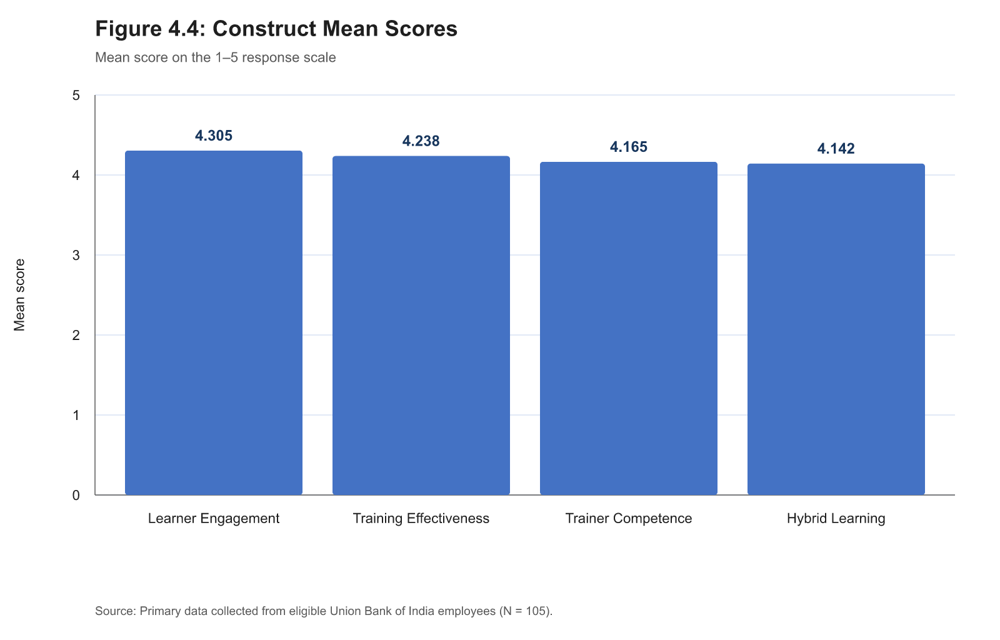 Figure 4.4: Construct Mean Scores
Mean score on the 1–5 response scale
5
4.305
4.238
4.165
4.142
4
3
Mean score
2
1
0
Learner Engagement
Training Effectiveness
Trainer Competence
Hybrid Learning
Source: Primary data collected from eligible Union Bank of India employees (N = 105).